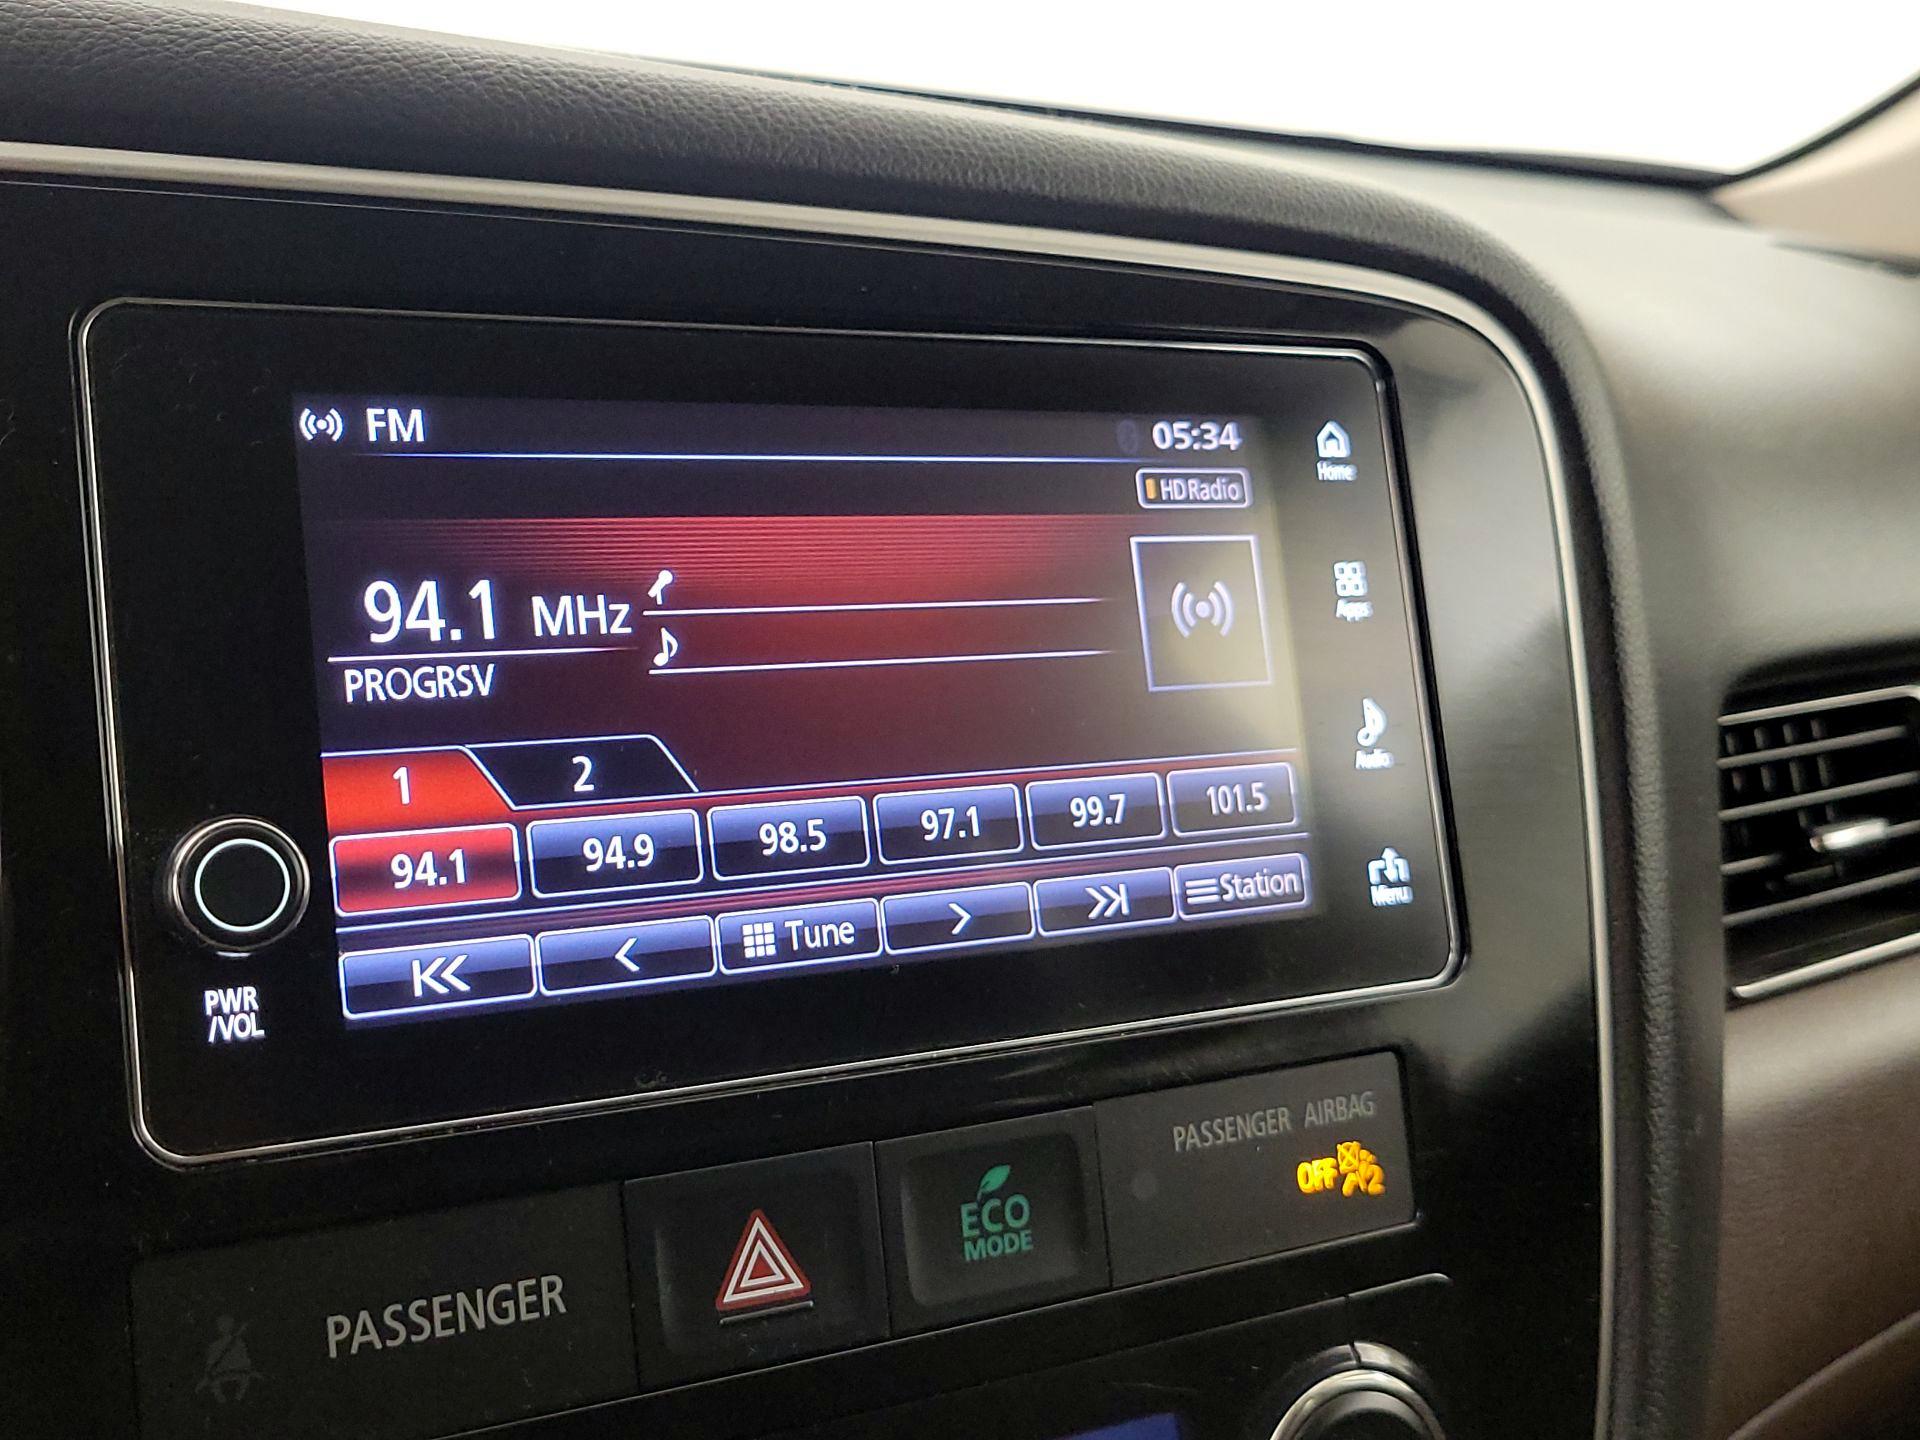 FM
05:34
HD Radio
Home
94.1 MHz
Apps
PROGRSV
Audio
1 2
94.1 94.9 98.5 97.1 99.7 101.5
Tune Station
Menu
PWR
/VOL
PASSENGER AIRBAG
OFF
2
ECO
MODE
PASSENGER